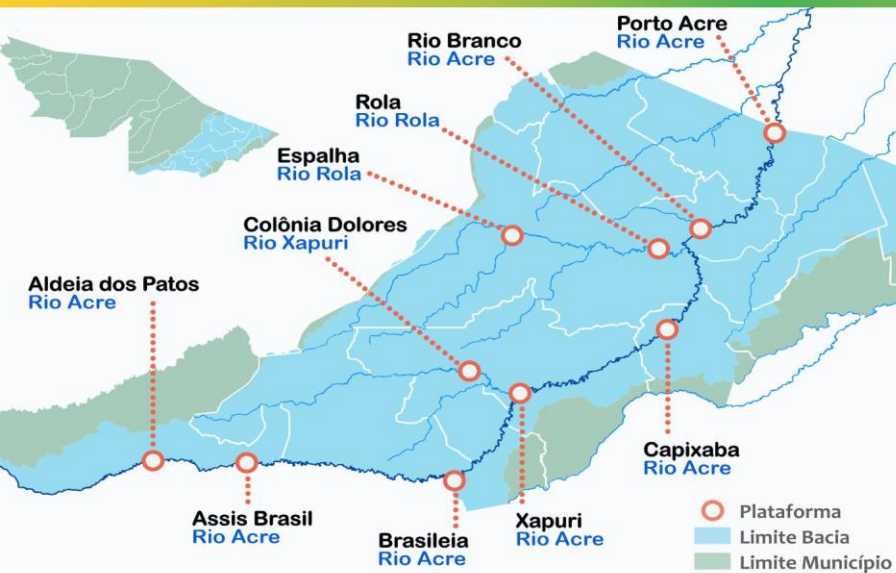 Porto Acre
Rio Acre
Rio Branco
Rio Acre
Rola
Rio Rola
Espalha
Rio Rola
Colônia Dolores
Rio Xapuri
Aldeia dos Patos
Rio Acre
Assis Brasil
Rio Acre
Brasileia
Rio Acre
Xapuri
Rio Acre
Capixaba
Rio Acre
Plataforma
Limite Bacia
Limite Município